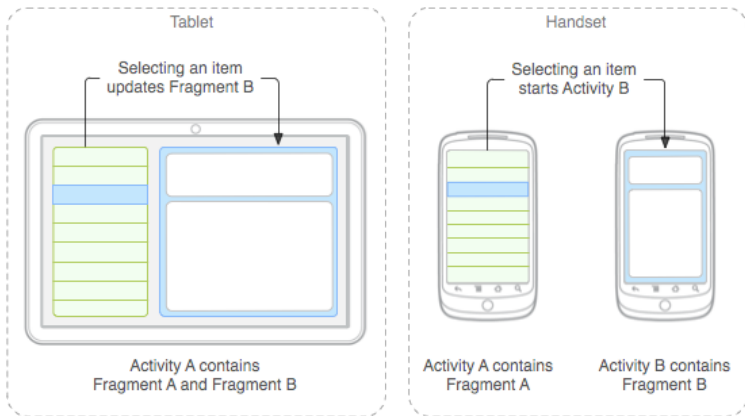 Tablet
Selecting an item
updates Fragment B
Activity A contains
Fragment A and Fragment B
Handset
Selecting an item
starts Activity B
Activity A contains
Fragment A
Activity B contains
Fragment B